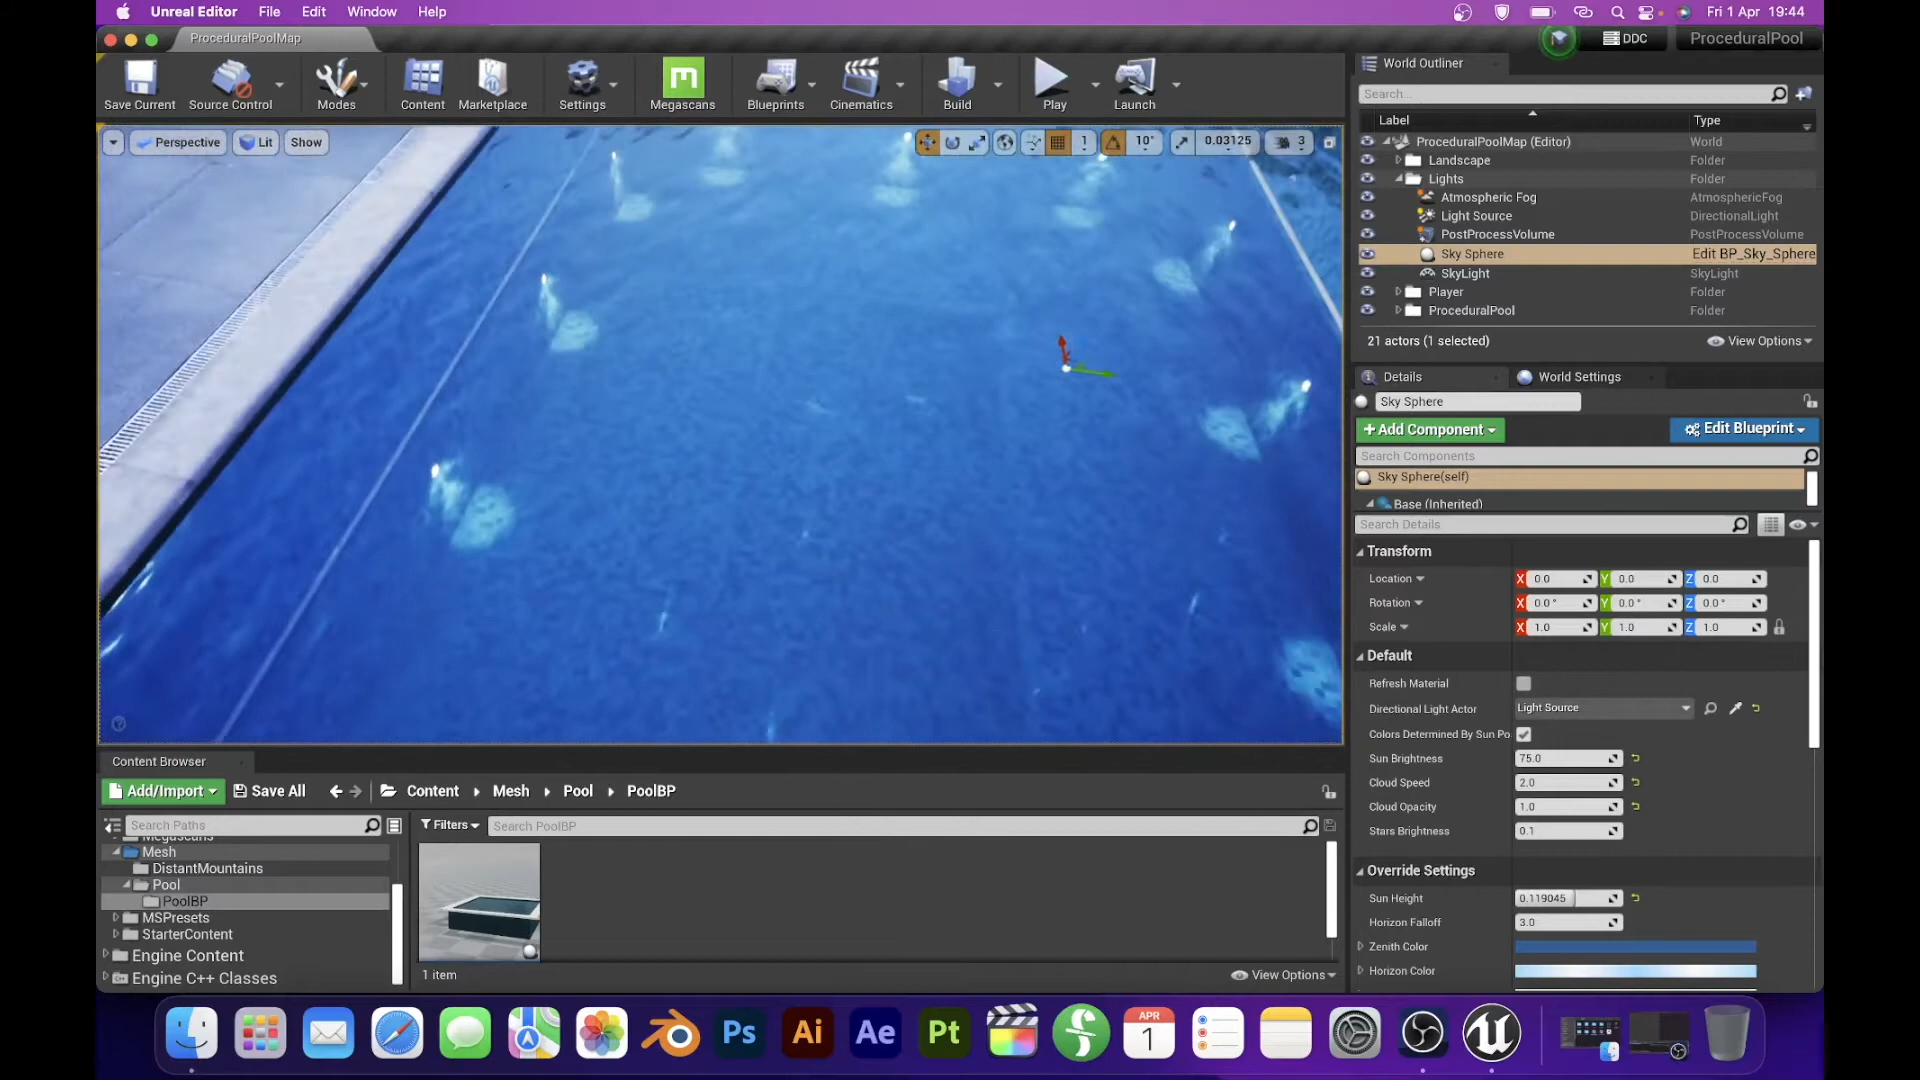 Unreal Editor File Edit Window Help Fri 1 Apr 19:44
ProceduralPoolMap DDC ProceduralPool
Save Current Source Control Modes Content Marketplace Settings Megascans Blueprints Cinematics Build Play Launch
Perspective Lit Show 1 10° 0.03125 3
World Outliner
Search...
Label Type
ProceduralPoolMap (Editor) World
Landscape Folder
Lights Folder
Atmospheric Fog AtmosphericFog
Light Source DirectionalLight
PostProcessVolume PostProcessVolume
Sky Sphere Edit BP_Sky_Sphere
SkyLight SkyLight
Player Folder
ProceduralPool Folder
21 actors (1 selected) View Options
Details World Settings
Sky Sphere
+Add Component Edit Blueprint
Search Components
Sky Sphere(self)
Base (Inherited)
Search Details
Transform
Location X 0.0 Y 0.0 Z 0.0
Rotation X 0.0° Y 0.0° Z 0.0°
Scale X 1.0 Y 1.0 Z 1.0
Default
Refresh Material
Directional Light Actor Light Source
Colors Determined By Sun Po
Sun Brightness 75.0
Cloud Speed 2.0
Cloud Opacity 1.0
Stars Brightness 0.1
Override Settings
Sun Height 0.119045
Horizon Falloff 3.0
Zenith Color
Horizon Color
Content Browser
Add/Import Save All Content Mesh Pool PoolBP
Search Paths Filters Search PoolBP
Megascans
Mesh
DistantMountains
Pool
PoolBP
MSPresets
StarterContent
Engine Content
Engine C++ Classes
1 item View Options
Ps Ai Ae Pt APR 1